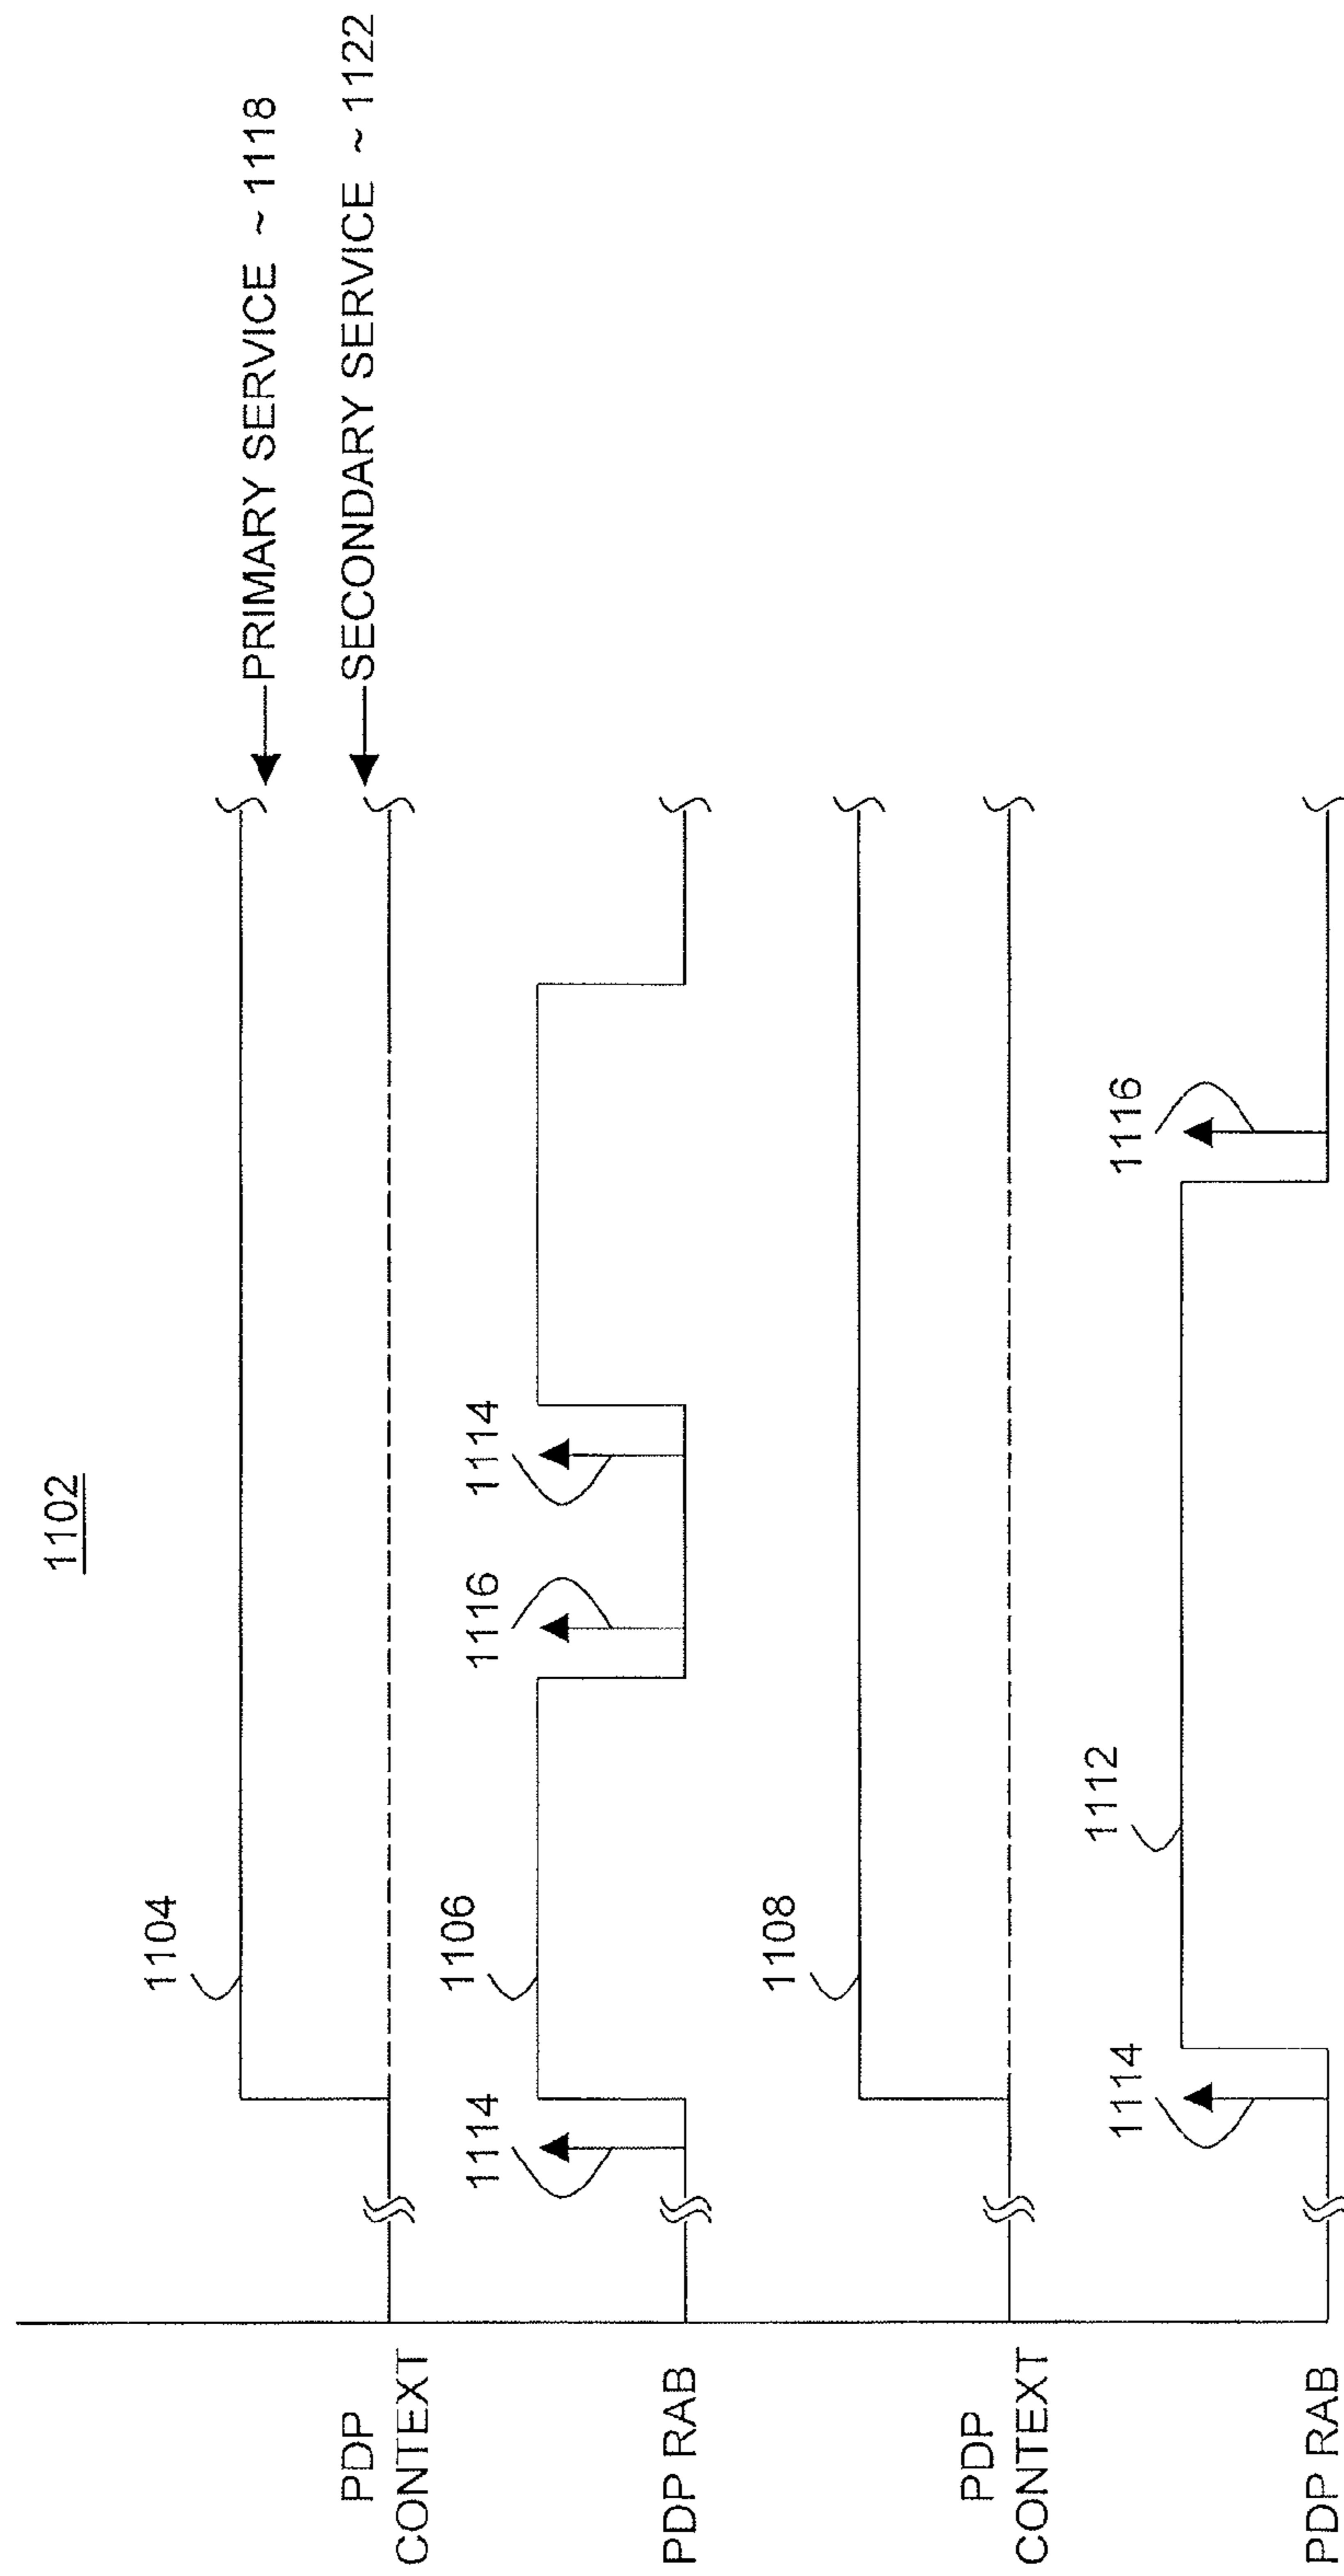 1102
PRIMARY SERVICE ~ 1118
SECONDARY SERVICE ~ 1122
1104
PDP
CONTEXT
1114
1106
1116
1114
PDP RAB
1108
PDP
CONTEXT
1114
1112
1116
PDP RAB